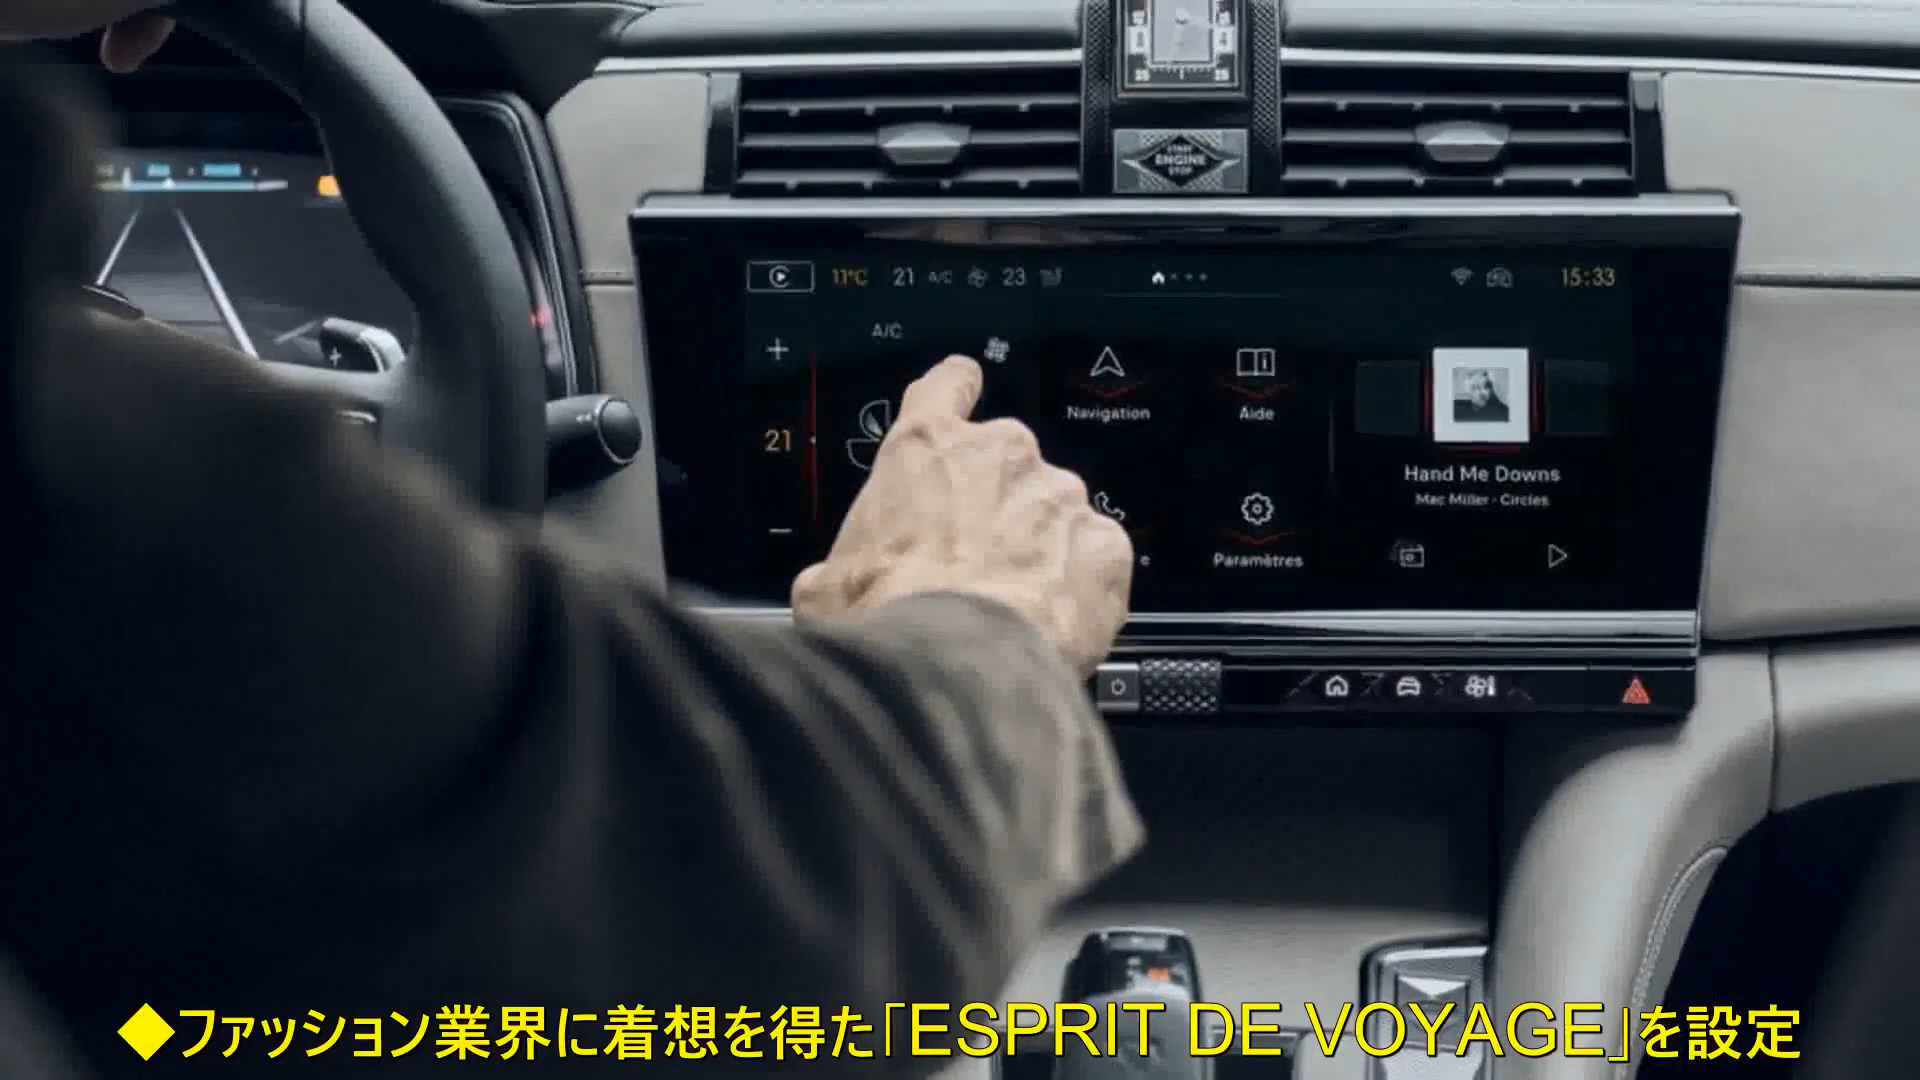 START
ENGINE
STOP
11°C 21 A/C 23 15:33
A/C
21
Navigation
Aide
Hand Me Downs
Mac Miller · Circles
e
Paramètres
◆ファッション業界に着想を得た｢ESPRIT DE VOYAGE｣を設定